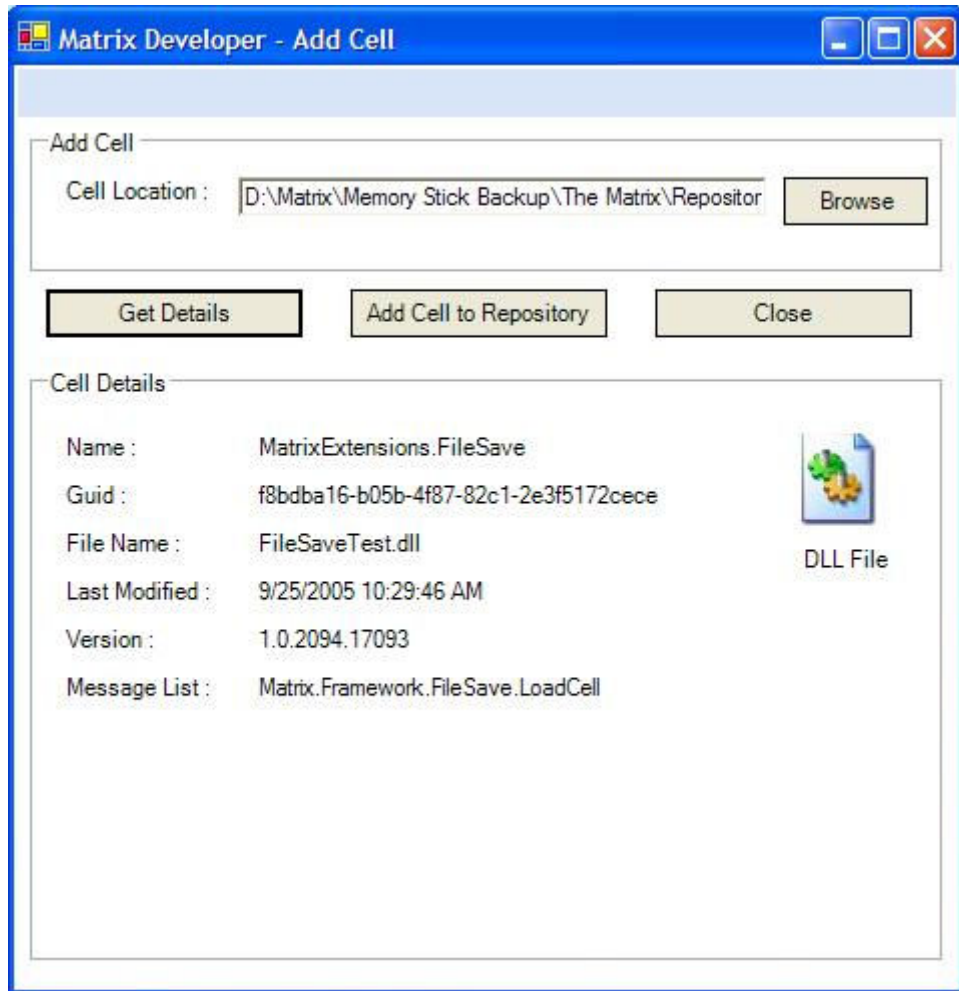 Matrix Developer - Add Cell
Add Cell
Cell Location :
D:\Matrix\Memory Stick Backup\The Matrix\Repositor
Browse
Get Details
Add Cell to Repository
Close
Cell Details
Name :
MatrixExtensions.FileSave
Guid :
f8bdba16-b05b-4f87-82c1-2e3f5172cece
File Name :
FileSaveTest.dll
DLL File
Last Modified :
9/25/2005 10:29:46 AM
Version :
1.0.2094.17093
Message List :
Matrix.Framework.FileSave.LoadCell